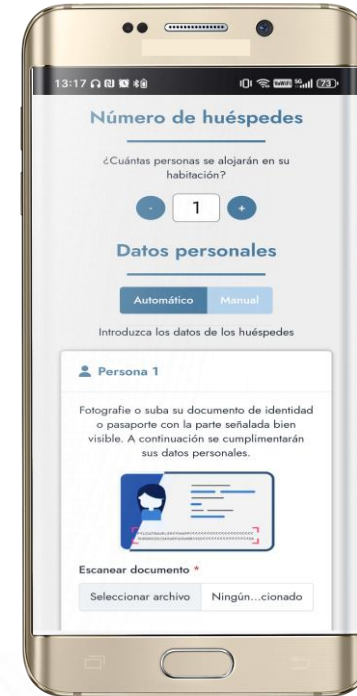 13:17
73
Número de huéspedes
¿Cuántas personas se alojarán en su
habitación?
- 1 +
Datos personales
Automático Manual
Introduzca los datos de los huéspedes
Persona 1
Fotografíe o suba su documento de identidad
o pasaporte con la parte señalada bien
visible. A continuación se cumplimentarán
sus datos personales.
Escanear documento *
Seleccionar archivo Ningún...cionado